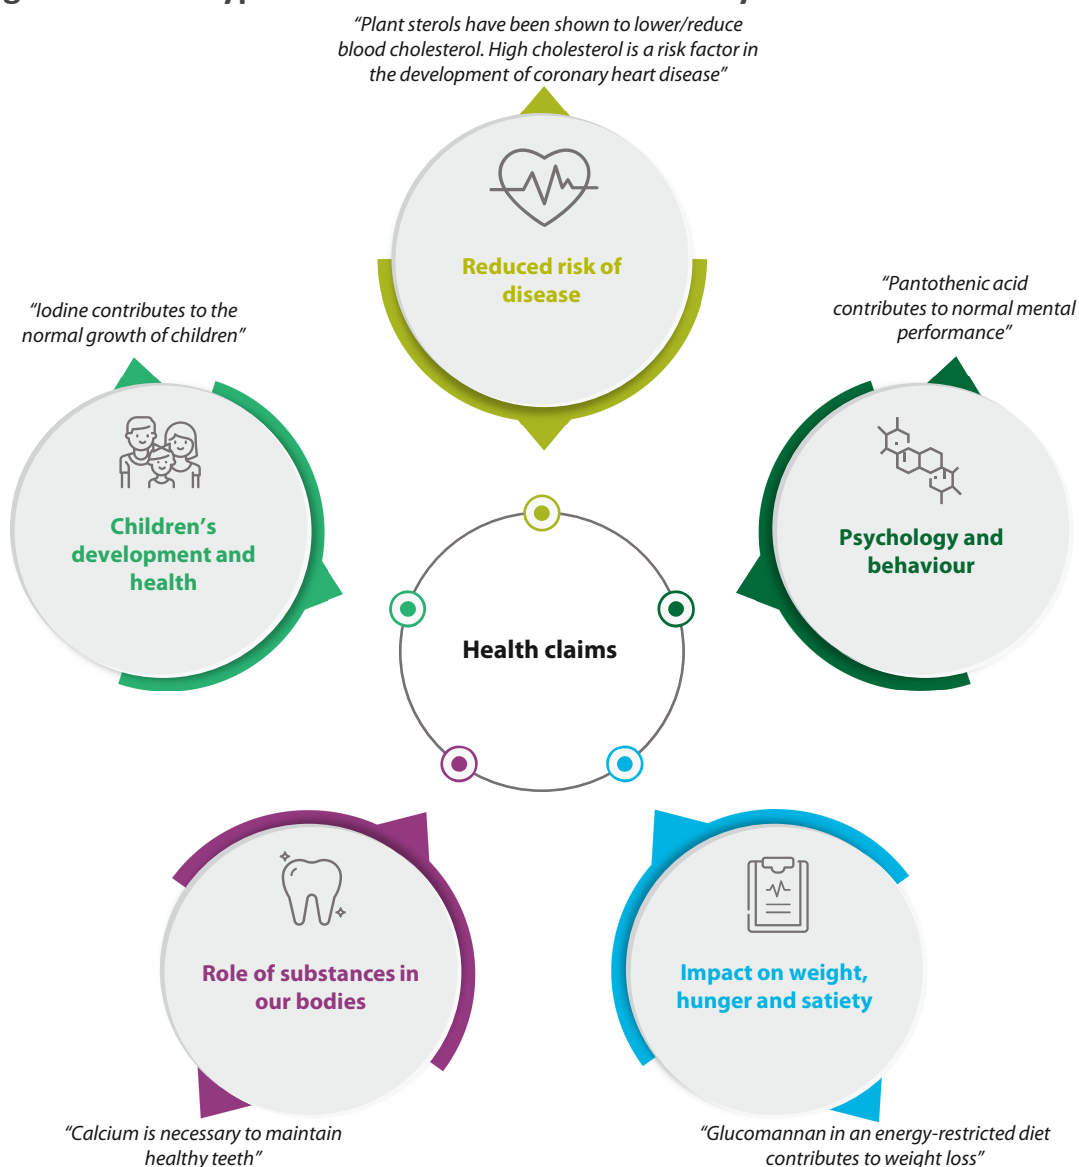 “Plant sterols have been shown to lower/reduce
blood cholesterol. High cholesterol is a risk factor in
the development of coronary heart disease”
Reduced risk of
disease
“Iodine contributes to the
normal growth of children”
“Pantothenic acid
contributes to normal mental
performance”
Children’s
development and
health
Psychology and
behaviour
Health claims
Role of substances in
our bodies
Impact on weight,
hunger and satiety
“Calcium is necessary to maintain
healthy teeth”
“Glucomannan in an energy-restricted diet
contributes to weight loss”